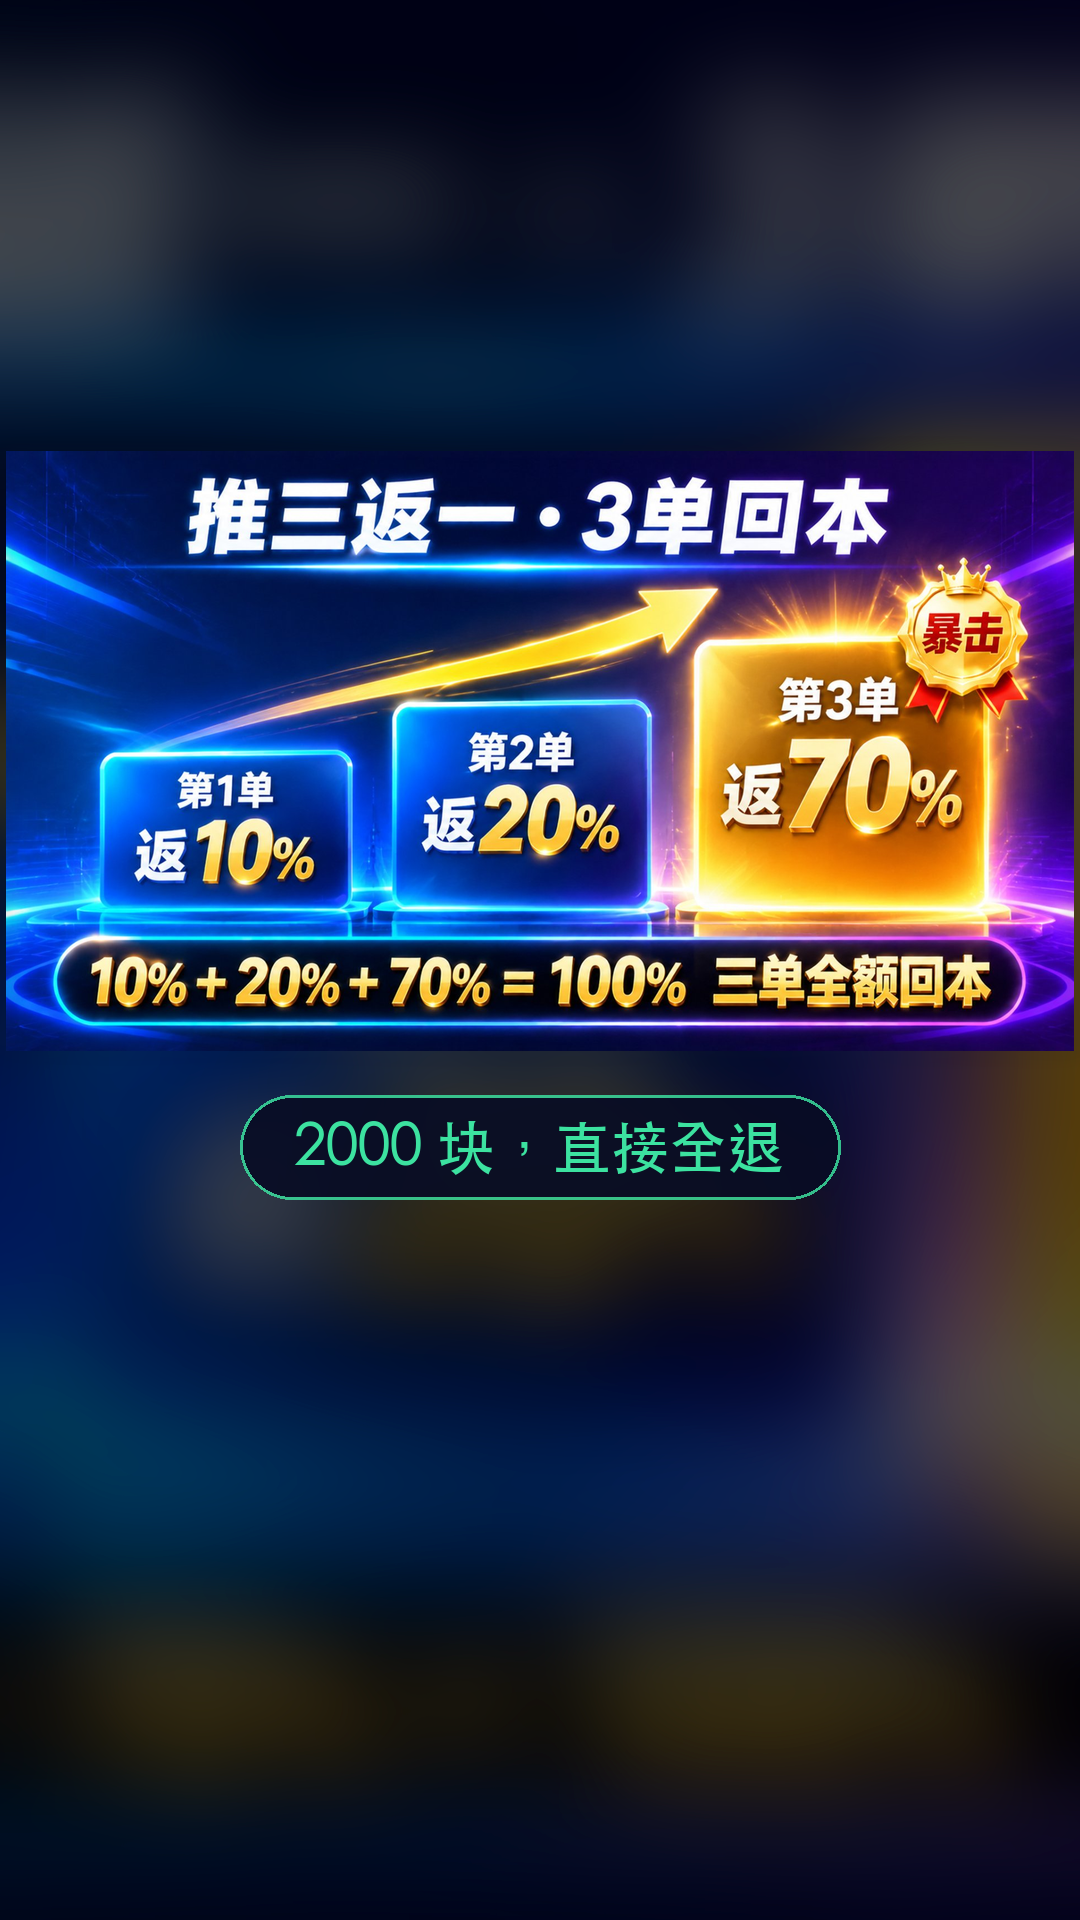 推三返一·3单回本
暴击
第1单
返10%
第2单
返20%
第3单
返70%
10%+20%+70%=100% 三单全额回本
2000 块，直接全退